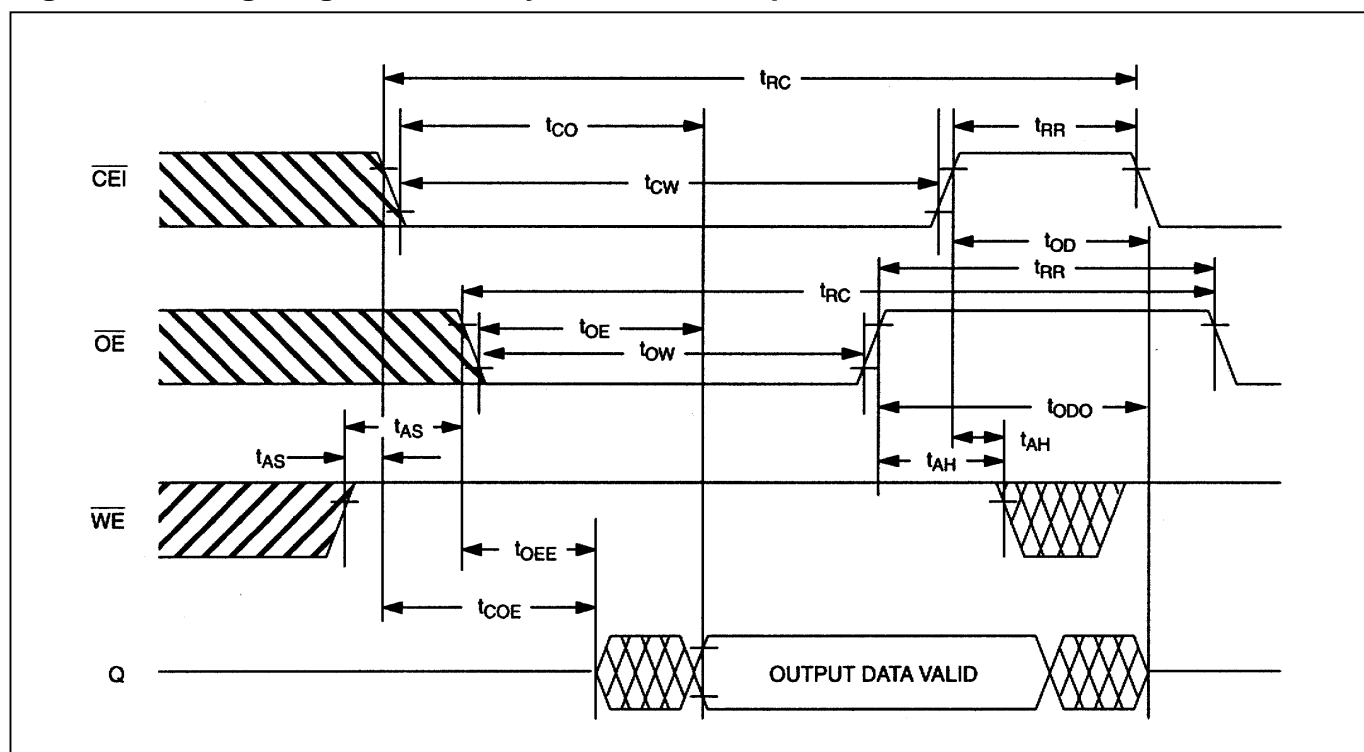 tRC
tCO
tRR
CEI
tCW
tOD
tRR
tRC
OE
tOE
tOW
tODO
tAS
tAH
tAS
tAH
WE
tOEE
tCOE
Q
OUTPUT DATA VALID